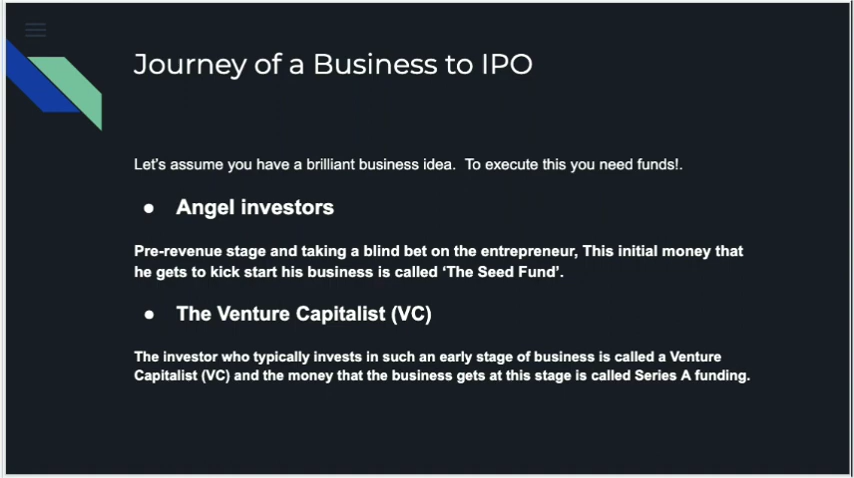 Journey of a Business to IPO
Let's assume you have a brilliant business idea.  To execute this you need funds!.
● Angel investors
Pre-revenue stage and taking a blind bet on the entrepreneur, This initial money that
he gets to kick start his business is called ‘The Seed Fund’.
● The Venture Capitalist (VC)
The investor who typically invests in such an early stage of business is called a Venture
Capitalist (VC) and the money that the business gets at this stage is called Series A funding.